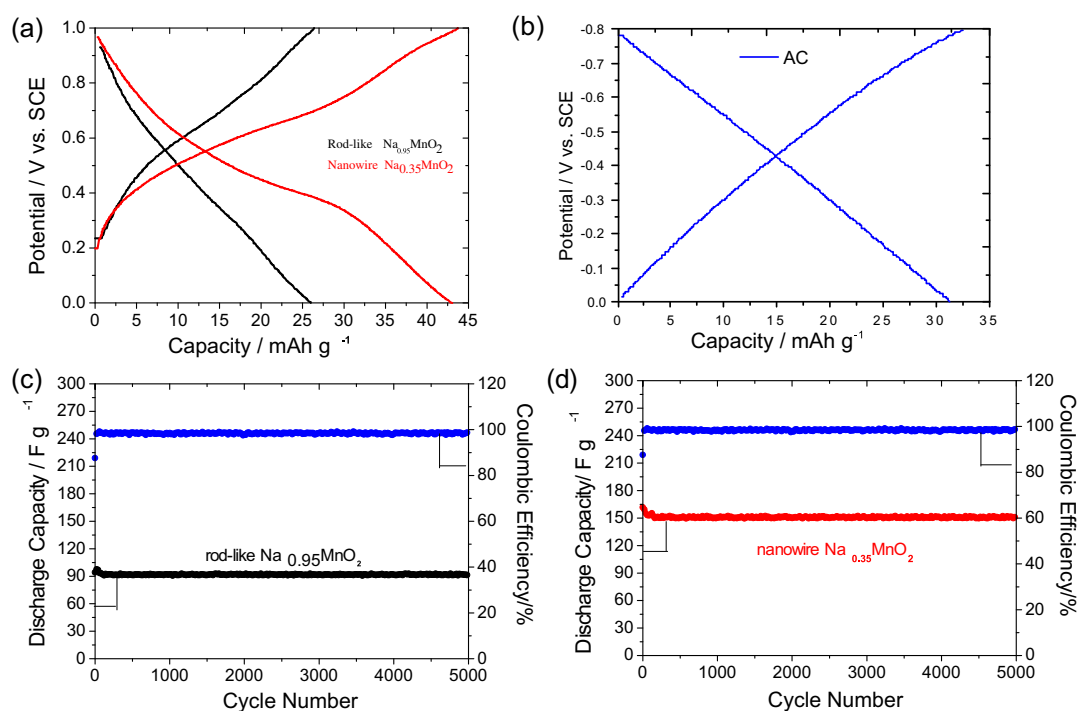 (a)
1.0
0.8
0.6
0.4
0.2
0.0
Potential / V vs. SCE
Rod-like Na0.95MnO2
Nanowire Na0.35MnO2
0 5 10 15 20 25 30 35 40 45
Capacity / mAh g -1
(b)
-0.8
-0.7
-0.6
-0.5
-0.4
-0.3
-0.2
-0.1
0.0
Potential / V vs. SCE
AC
0 5 10 15 20 25 30 35
Capacity / mAh g -1
(c)
300
270
240
210
180
150
120
90
60
30
0
Discharge Capacity / F g -1
rod-like Na 0.95MnO2
120
100
80
60
40
20
0
Coulombic Efficiency/%
0 1000 2000 3000 4000 5000
Cycle Number
(d)
300
270
240
210
180
150
120
90
60
30
0
Discharge Capacity/ F g -1
nanowire Na 0.35MnO2
120
100
80
60
40
20
0
Coulombic Efficiency/%
0 1000 2000 3000 4000 5000
Cycle Number